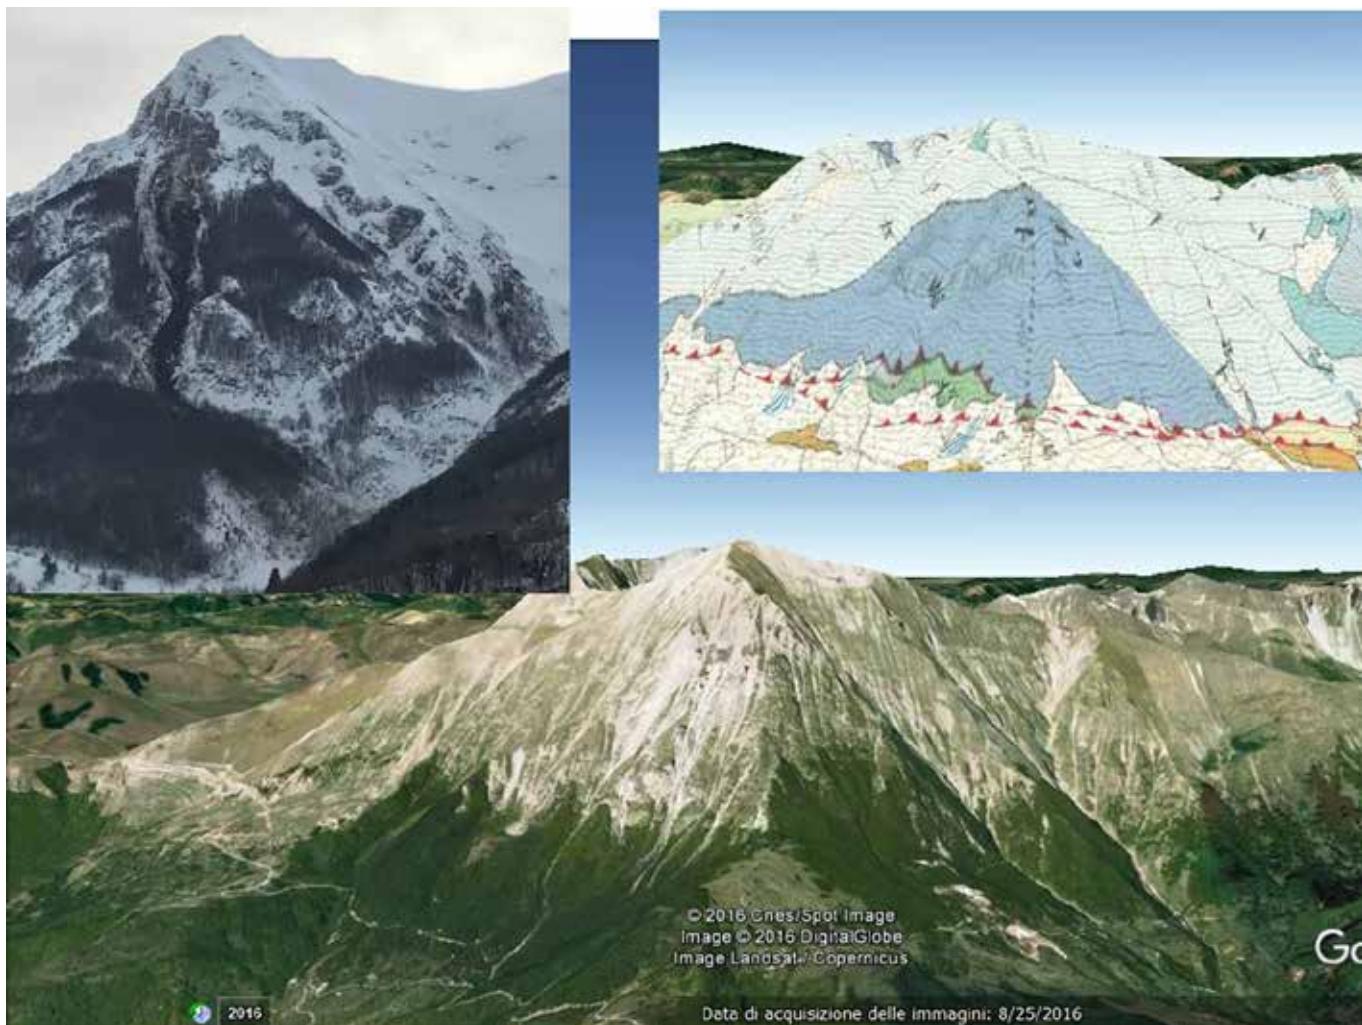 © 2016 Cnes/Spot Image
Image © 2016 DigitalGlobe
Image Landsat / Copernicus
Go
2016
Data di acquisizione delle immagini: 8/25/2016